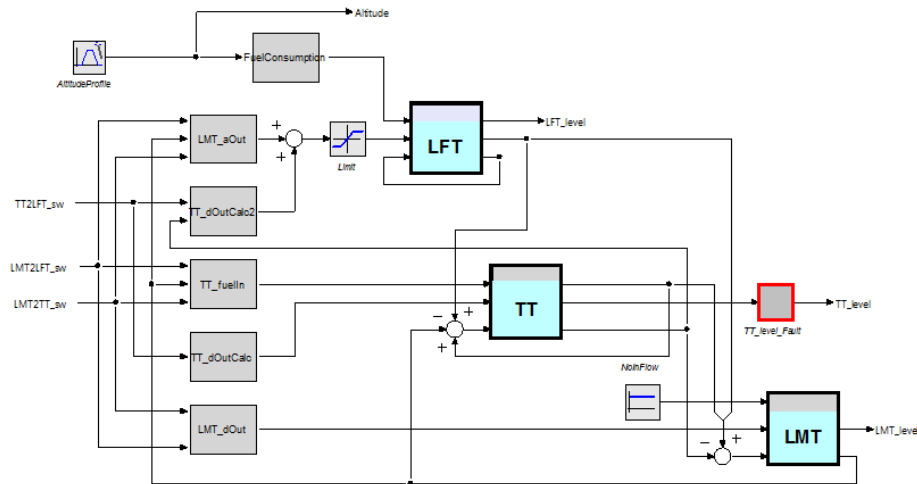 Altitude
FuelConsumption
AltitudeProfile
LFT_level
LMT_aOut
+
+
Limit
LFT
TT2LFT_sw
TT_dOutCalc2
LMT2LFT_sw
TT_fuelIn
LMT2TT_sw
TT
TT_level
− +
+
TT_level_Fault
TT_dOutCalc
NoInFlow
LMT_dOut
LMT
LMT_level
− +